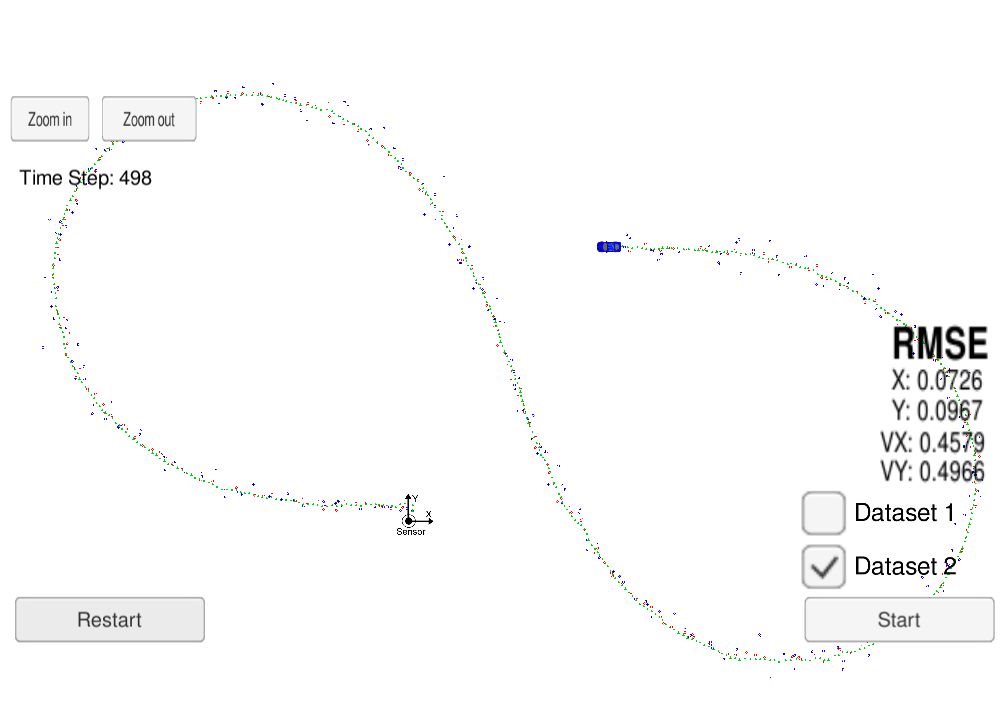 Zoom in
Zoom out
Time Step: 498
RMSE
X: 0.0726
Y: 0.0967
VX: 0.4579
VY: 0.4966
Y
X
Sensor
Dataset 1
Dataset 2
Restart
Start